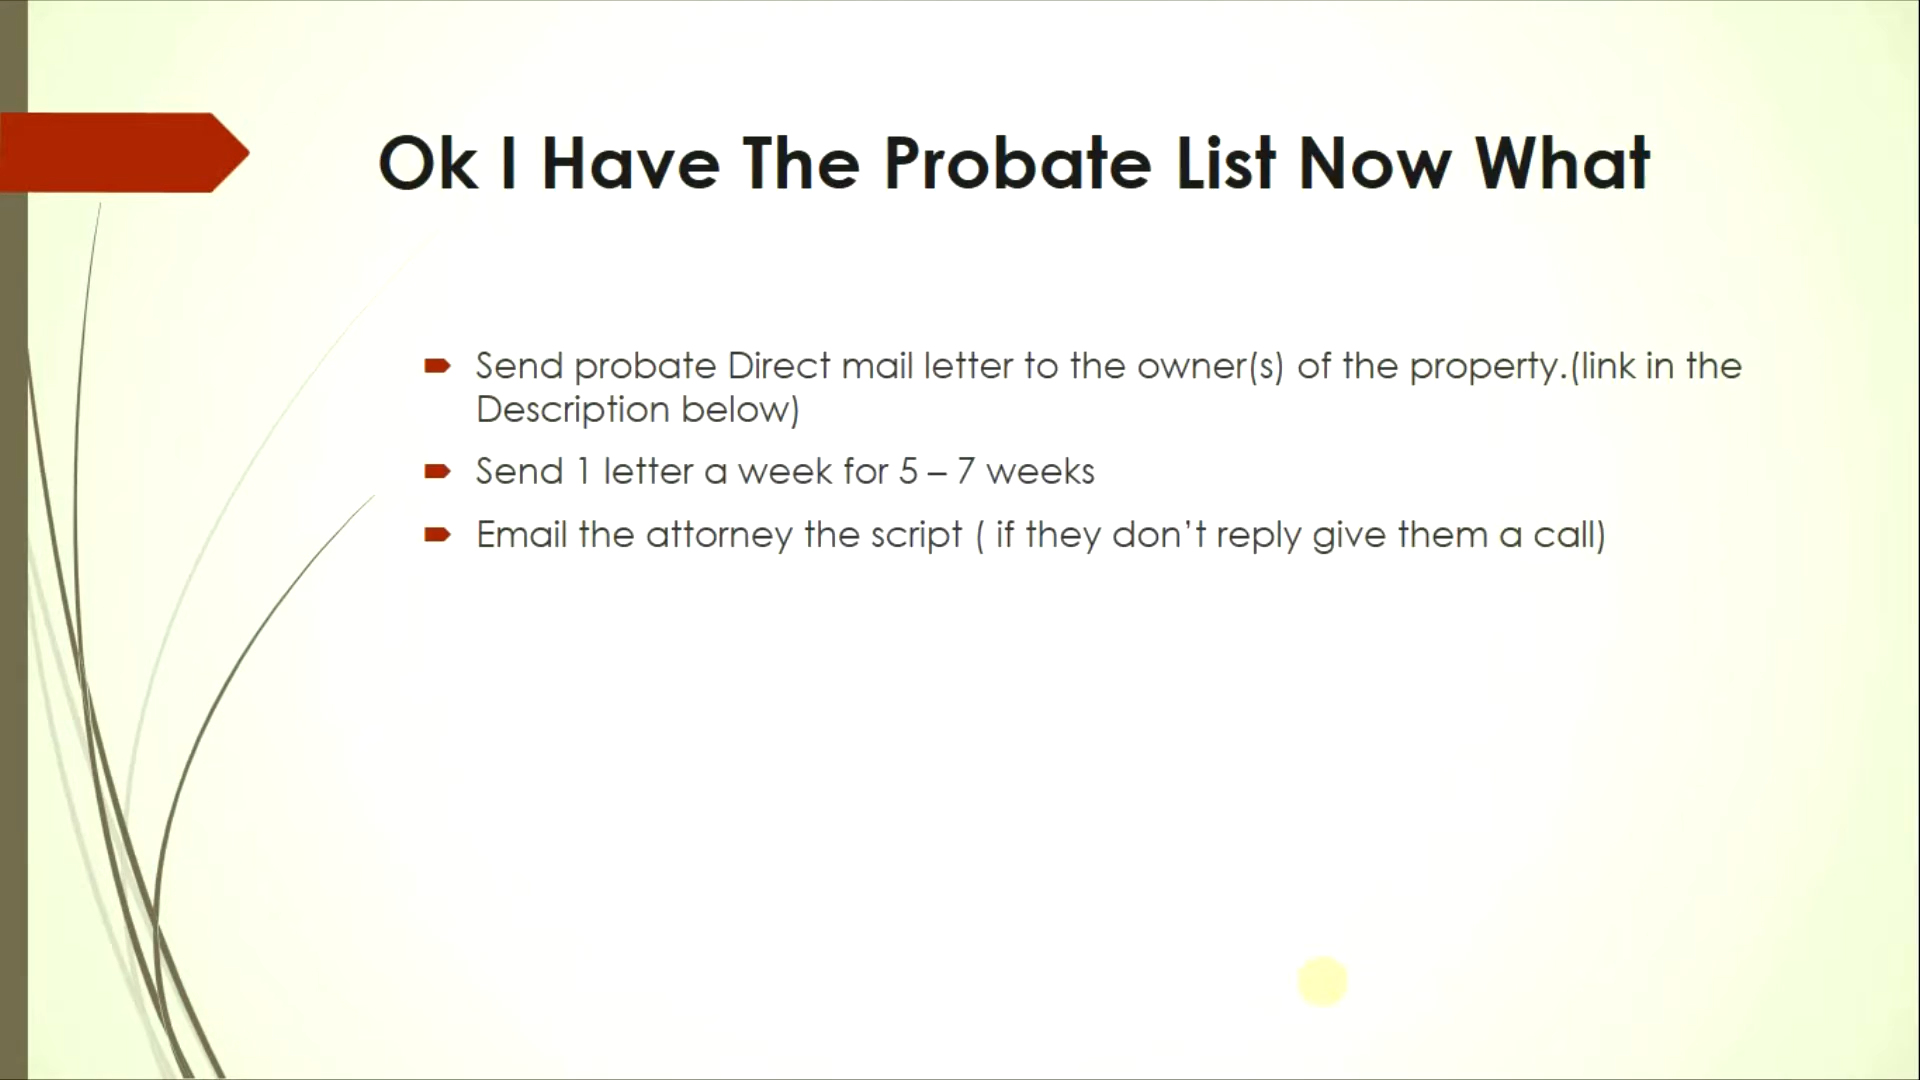 Ok I Have The Probate List Now What
Send probate Direct mail letter to the owner(s) of the property.(link in the
Description below)
Send 1 letter a week for 5 – 7 weeks
Email the attorney the script ( if they don’t reply give them a call)